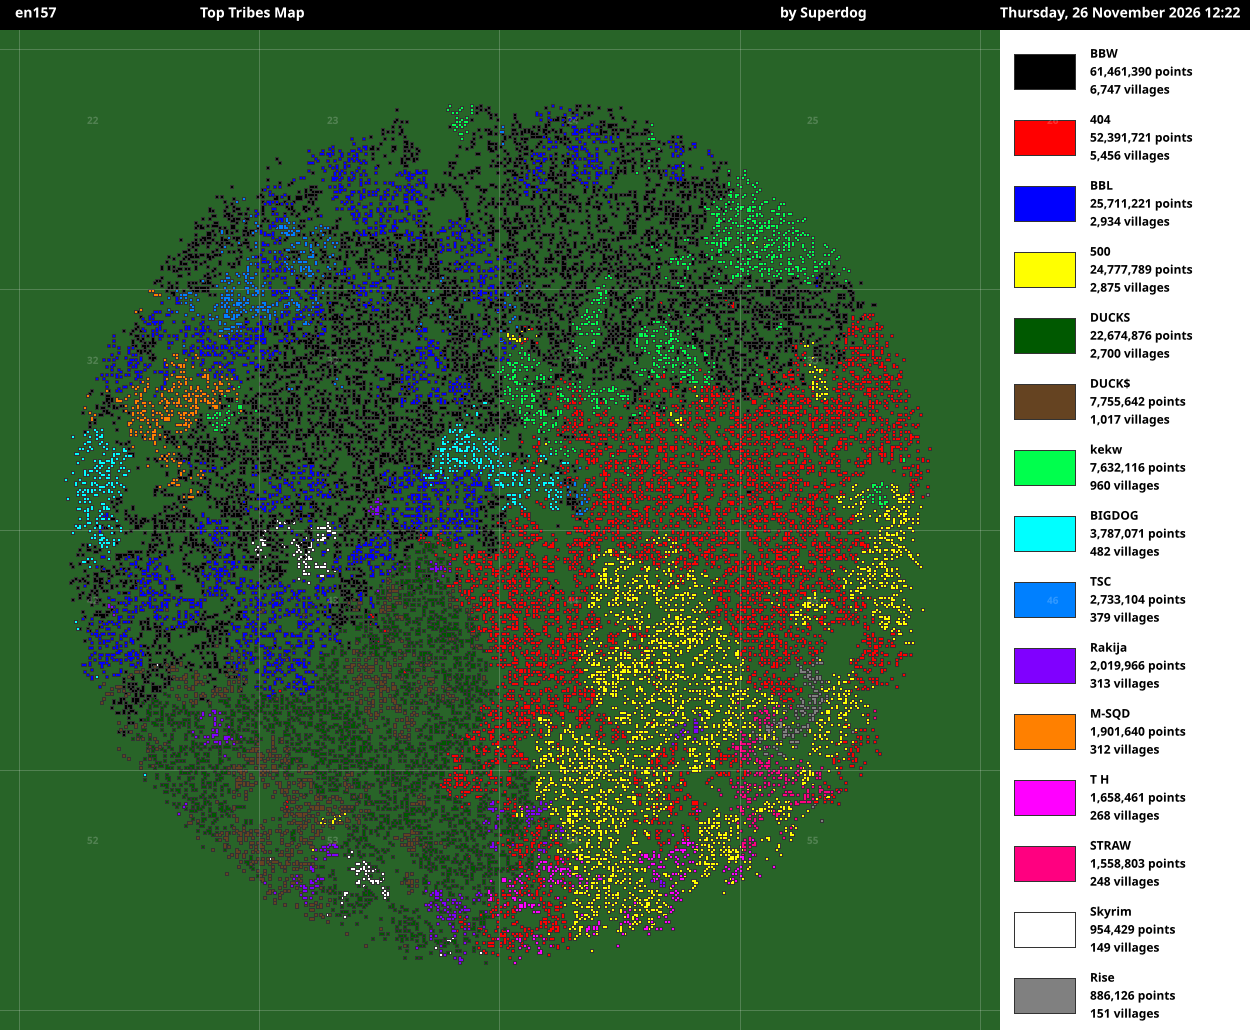 en157 Top Tribes Map by Superdog Thursday, 26 November 2026 12:22
BBW
61,461,390 points
6,747 villages
22 23 25
404
52,391,721 points
5,456 villages
BBL
25,711,221 points
2,934 villages
500
24,777,789 points
2,875 villages
DUCKS
22,674,876 points
2,700 villages
32
DUCK$
7,755,642 points
1,017 villages
kekw
7,632,116 points
960 villages
BIGDOG
3,787,071 points
482 villages
TSC
2,733,104 points
379 villages
46
Rakija
2,019,966 points
313 villages
M-SQD
1,901,640 points
312 villages
T H
1,658,461 points
268 villages
52 53 55
STRAW
1,558,803 points
248 villages
Skyrim
954,429 points
149 villages
Rise
886,126 points
151 villages